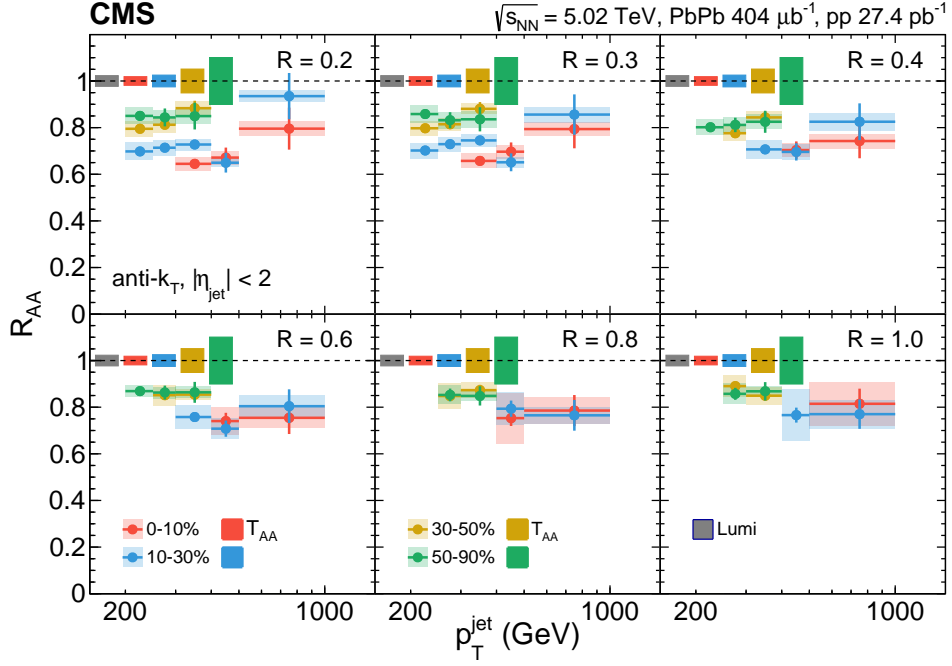 CMS √s_NN = 5.02 TeV, PbPb 404 μb⁻¹, pp 27.4 pb⁻¹
R = 0.2 R = 0.3 R = 0.4
1
0.8
0.6
0.4
0.2
anti-k_T, |η_jet| < 2
0
R_AA
R = 0.6 R = 0.8 R = 1.0
1
0.8
0.6
0.4
0.2
0
0-10% T_AA 30-50% T_AA Lumi
10-30% 50-90%
200 1000 200 1000 200 1000
p_T^jet (GeV)